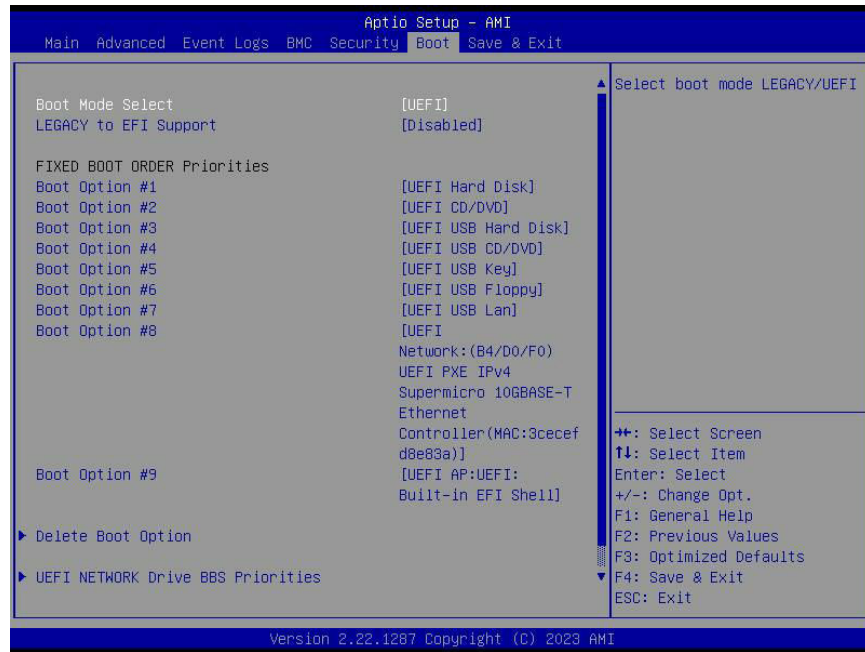 Aptio Setup - AMI
Main Advanced Event Logs BMC Security Boot Save & Exit
Boot Mode Select [UEFI]
LEGACY to EFI Support [Disabled]
FIXED BOOT ORDER Priorities
Boot Option #1 [UEFI Hard Disk]
Boot Option #2 [UEFI CD/DVD]
Boot Option #3 [UEFI USB Hard Disk]
Boot Option #4 [UEFI USB CD/DVD]
Boot Option #5 [UEFI USB Key]
Boot Option #6 [UEFI USB Floppy]
Boot Option #7 [UEFI USB Lan]
Boot Option #8 [UEFI
Network:(B4/D0/F0)
UEFI PXE IPv4
Supermicro 10GBASE-T
Ethernet
Controller(MAC:3cecef
d8e83a)]
Boot Option #9 [UEFI AP:UEFI:
Built-in EFI Shell]
Delete Boot Option
UEFI NETWORK Drive BBS Priorities
Select boot mode LEGACY/UEFI
→←: Select Screen
↑↓: Select Item
Enter: Select
+/-: Change Opt.
F1: General Help
F2: Previous Values
F3: Optimized Defaults
F4: Save & Exit
ESC: Exit
Version 2.22.1287 Copyright (C) 2023 AMI